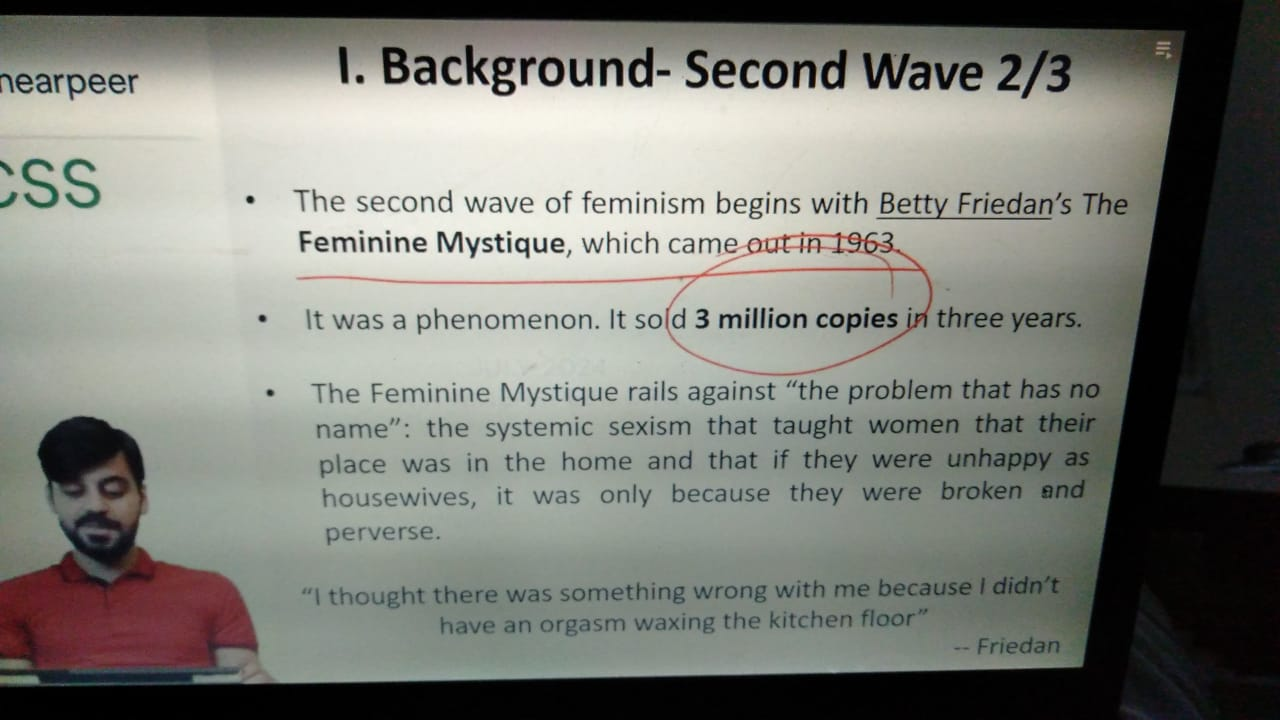 nearpeer
CSS
I. Background- Second Wave 2/3
• The second wave of feminism begins with Betty Friedan's The
Feminine Mystique, which came out in 1963.
• It was a phenomenon. It sold 3 million copies in three years.
• The Feminine Mystique rails against “the problem that has no
name”: the systemic sexism that taught women that their
place was in the home and that if they were unhappy as
housewives, it was only because they were broken and
perverse.
“I thought there was something wrong with me because I didn't
have an orgasm waxing the kitchen floor”
-- Friedan